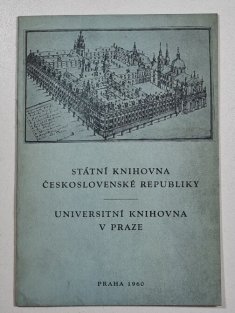 STÁTNÍ KNIHOVNA
ČESKOSLOVENSKÉ REPUBLIKY
UNIVERSITNÍ KNIHOVNA
V PRAZE
PRAHA 1960